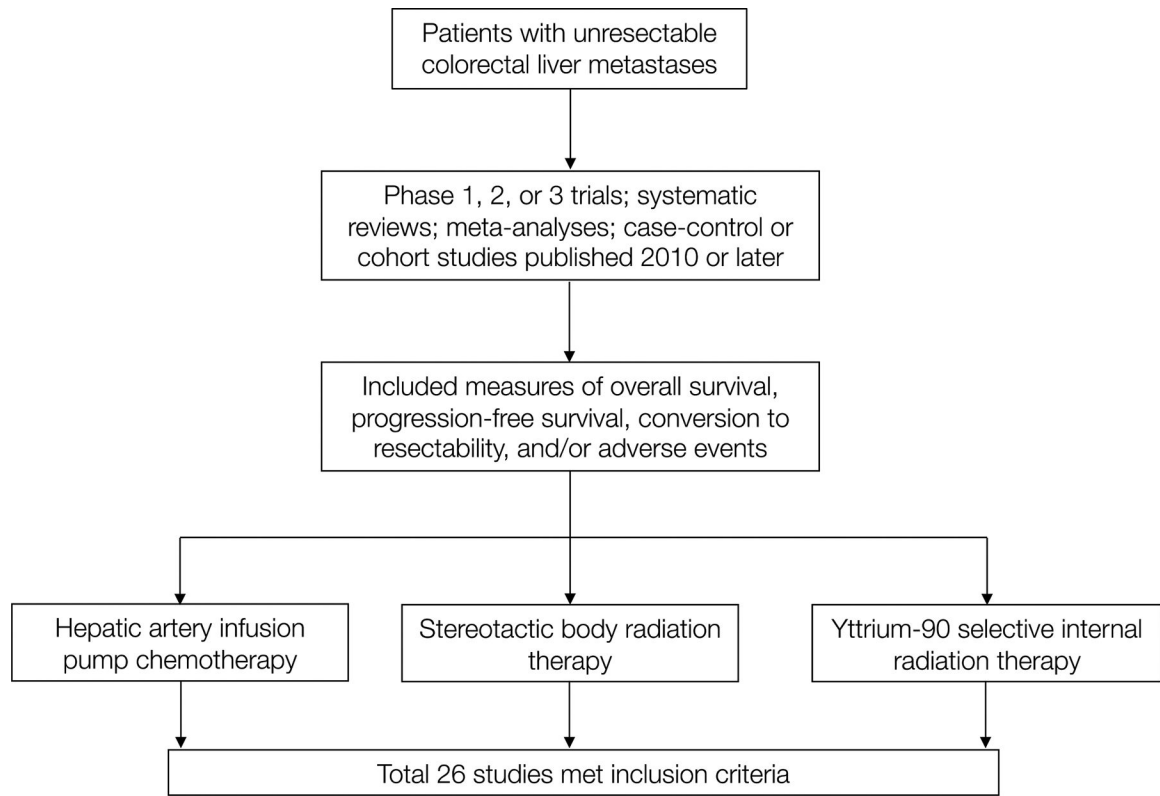 Patients with unresectable
colorectal liver metastases
Phase 1, 2, or 3 trials; systematic
reviews; meta-analyses; case-control or
cohort studies published 2010 or later
Included measures of overall survival,
progression-free survival, conversion to
resectability, and/or adverse events
Hepatic artery infusion
pump chemotherapy
Stereotactic body radiation
therapy
Yttrium-90 selective internal
radiation therapy
Total 26 studies met inclusion criteria